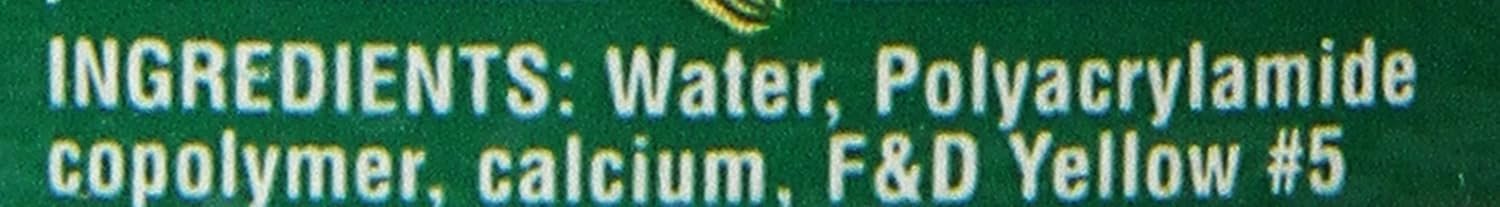 INGREDIENTS: Water, Polyacrylamide
copolymer, calcium, F&D Yellow #5